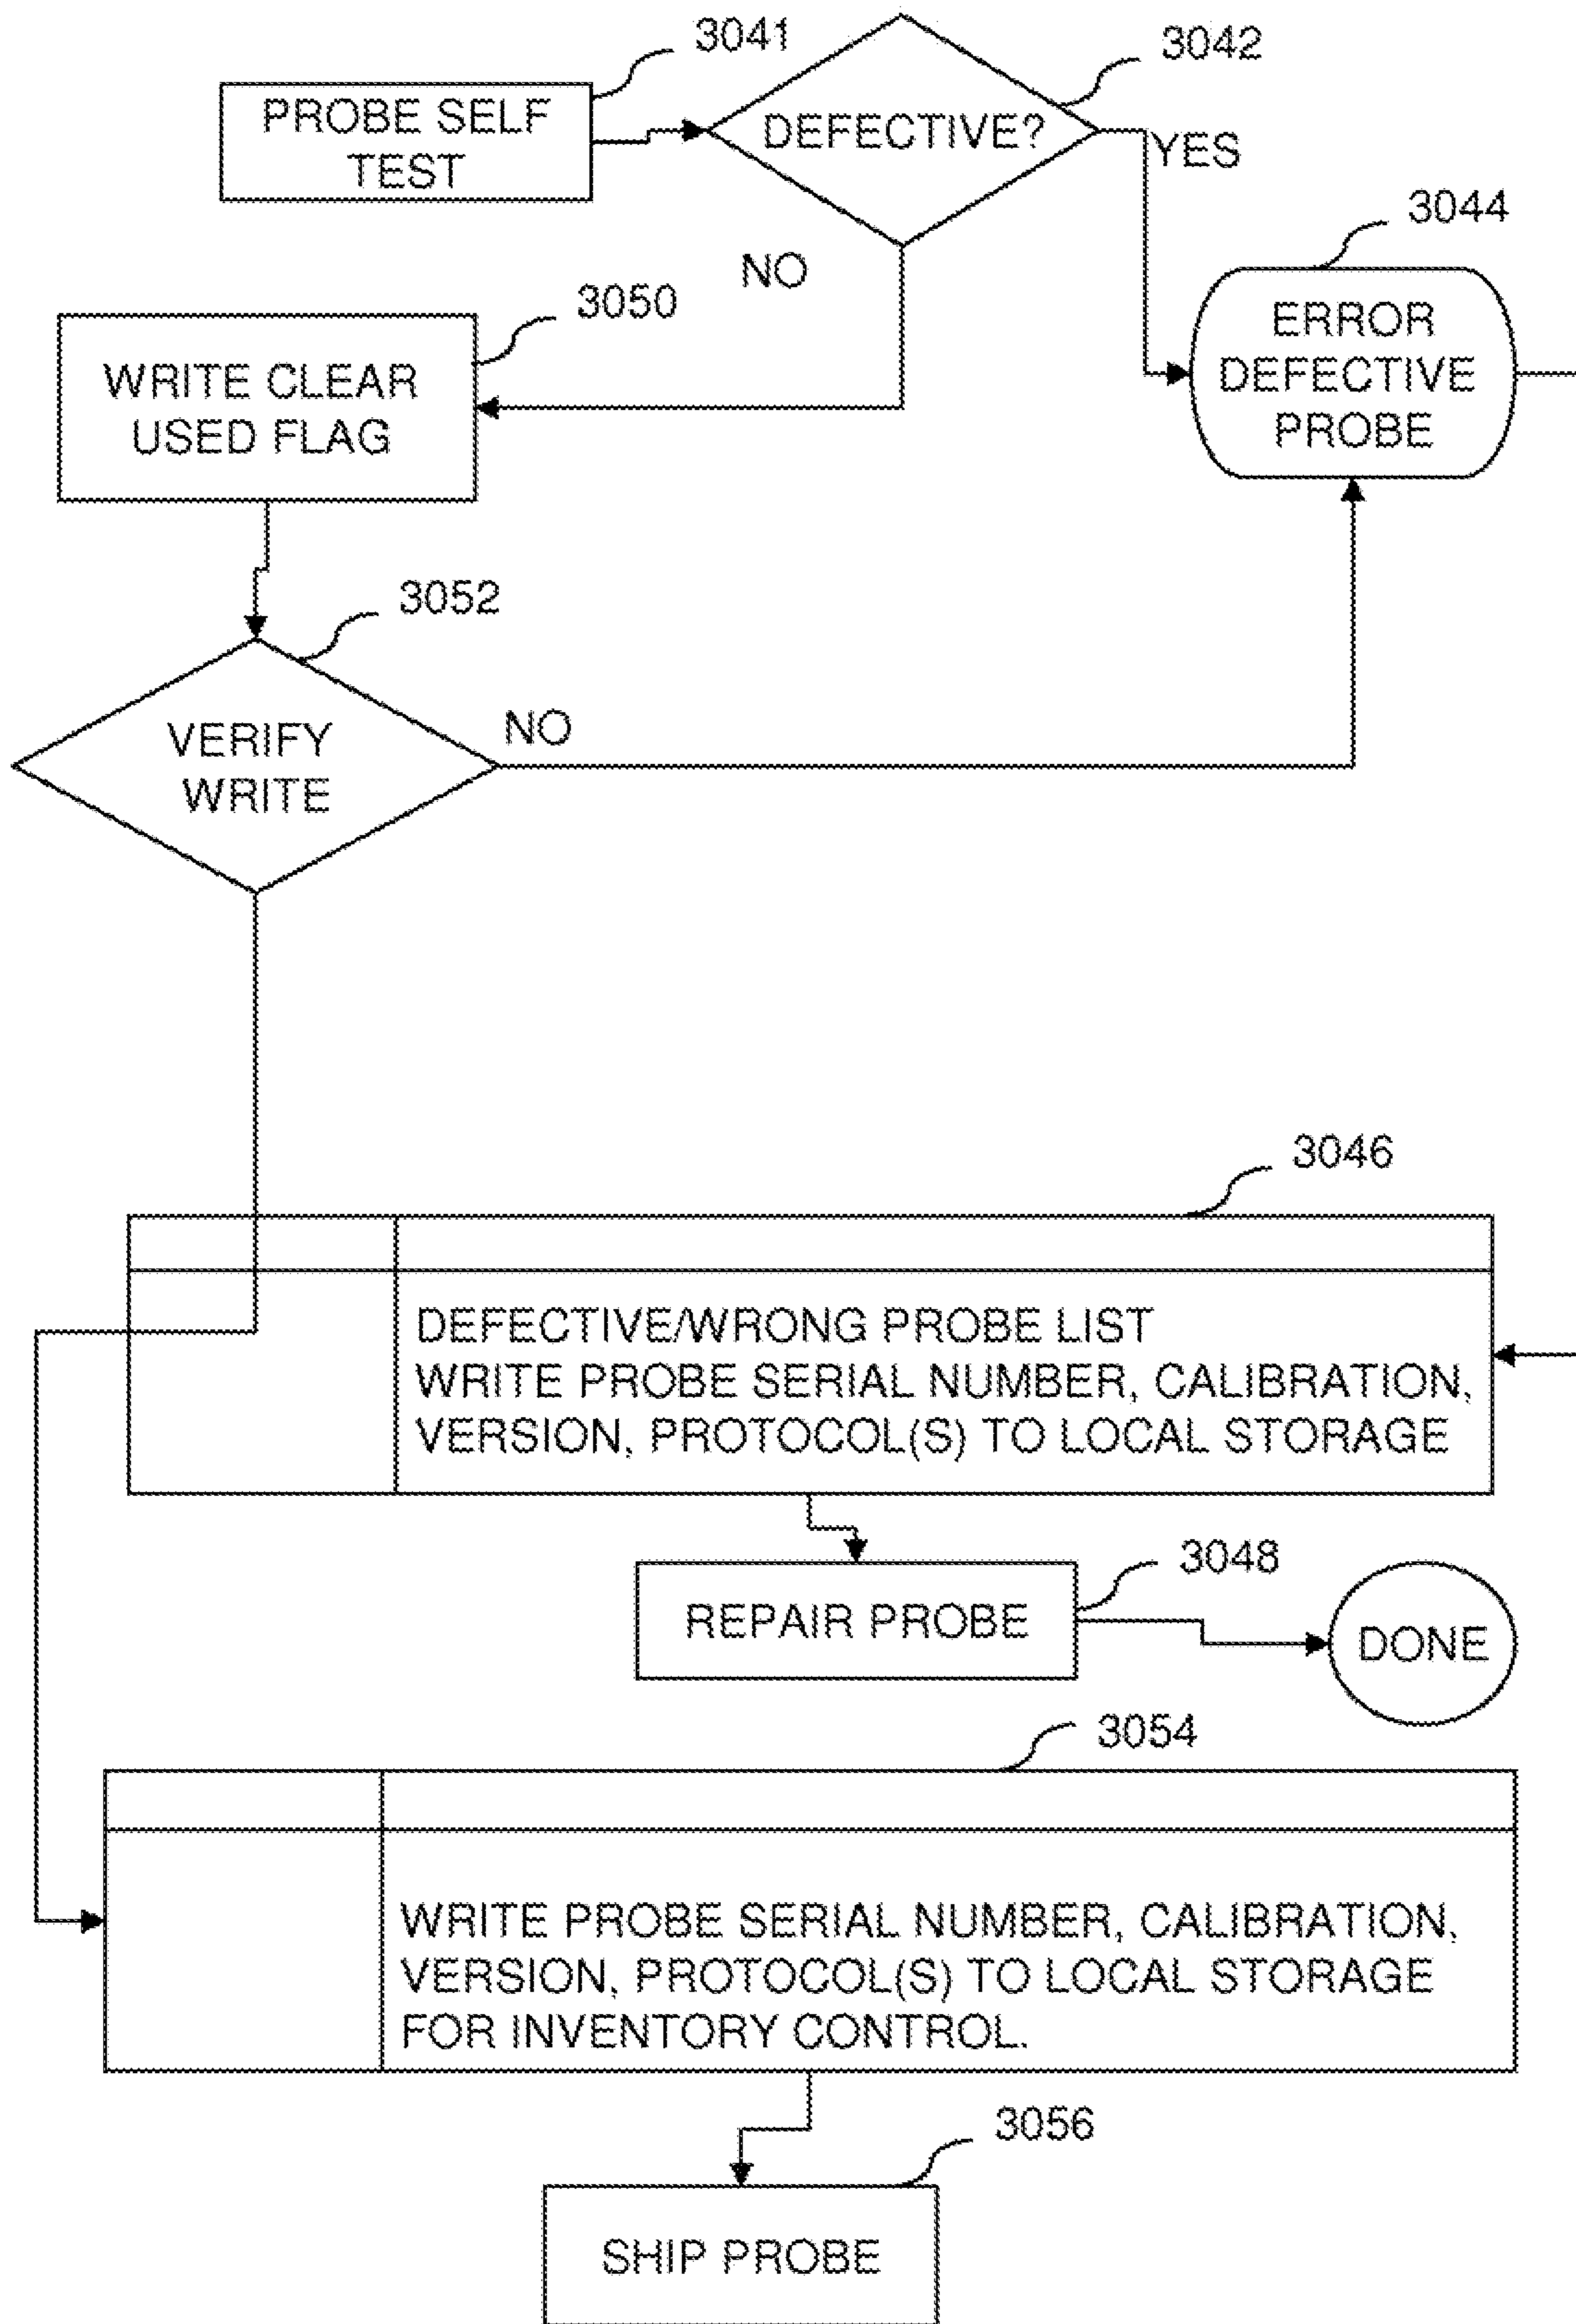 3041
3042
PROBE SELF
TEST
DEFECTIVE?
YES
3044
NO
3050
ERROR
DEFECTIVE
PROBE
WRITE CLEAR
USED FLAG
3052
VERIFY
WRITE
NO
3046
DEFECTIVE/WRONG PROBE LIST
WRITE PROBE SERIAL NUMBER, CALIBRATION,
VERSION, PROTOCOL(S) TO LOCAL STORAGE
3048
REPAIR PROBE
DONE
3054
WRITE PROBE SERIAL NUMBER, CALIBRATION,
VERSION, PROTOCOL(S) TO LOCAL STORAGE
FOR INVENTORY CONTROL.
3056
SHIP PROBE